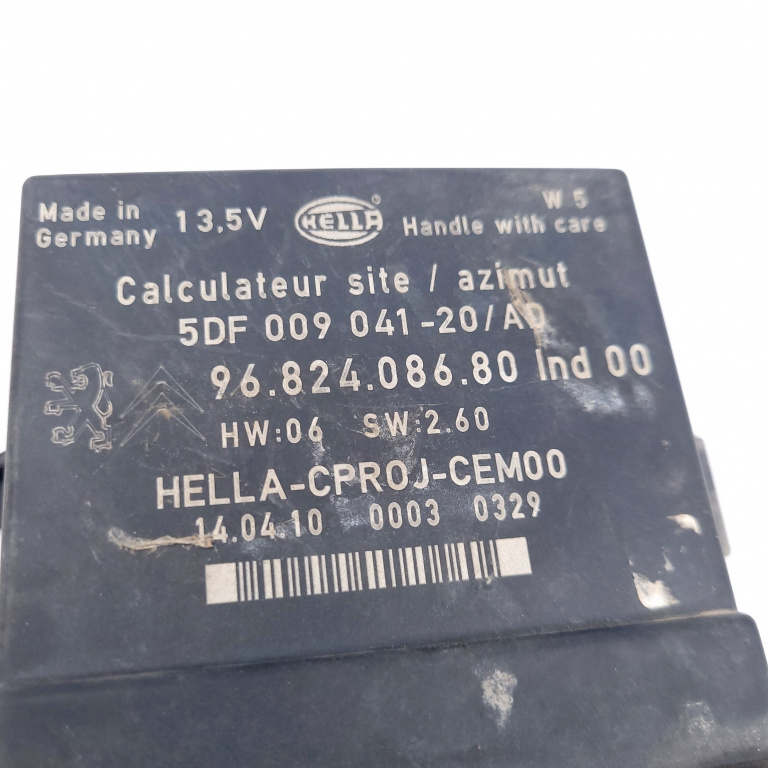 Made in Germany 13,5V HELLA ® W 5
Handle with care
Calculateur site / azimut
5DF 009 041-20/AD
96.824.086.80 Ind 00
HW:06 SW:2.60
HELLA-CPROJ-CEM00
14.04.10 0003 0329